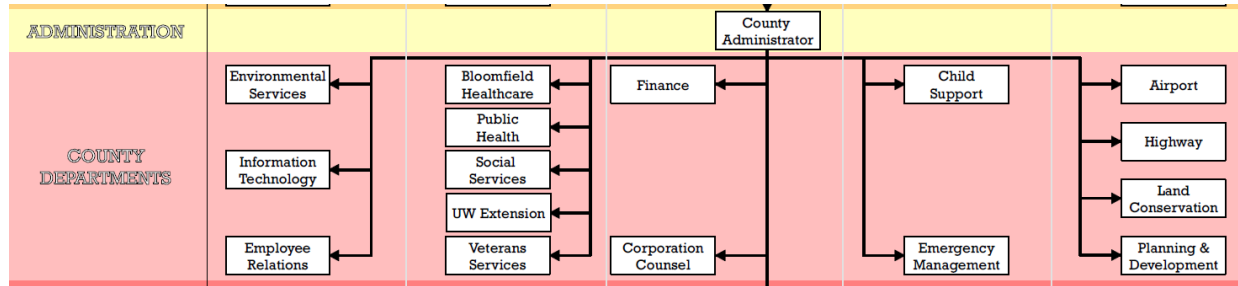 ADMINISTRATION
County
Administrator
COUNTY
DEPARTMENTS
Environmental
Services
Information
Technology
Employee
Relations
Bloomfield
Healthcare
Public
Health
Social
Services
UW Extension
Veterans
Services
Finance
Corporation
Counsel
Child
Support
Emergency
Management
Airport
Highway
Land
Conservation
Planning &
Development